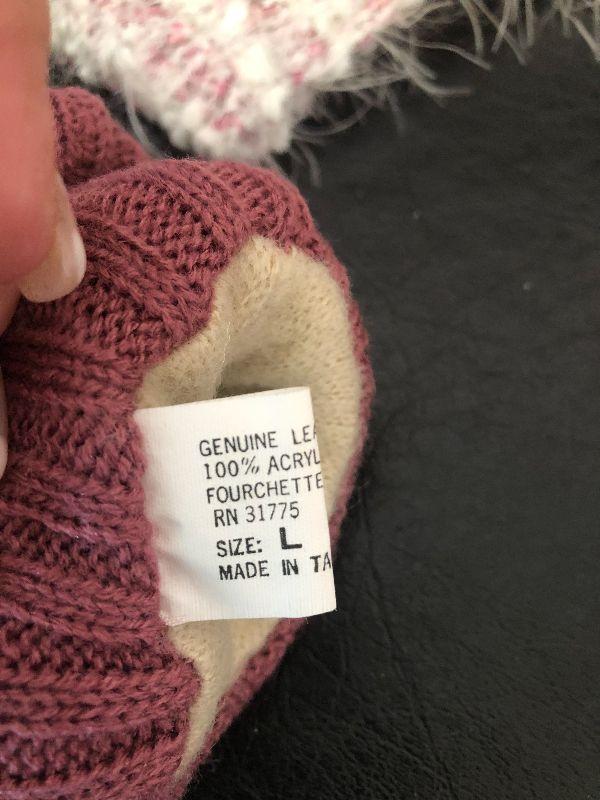 GENUINE LEA
100% ACRYL
FOURCHETTE
RN 31775
SIZE: L
MADE IN TA